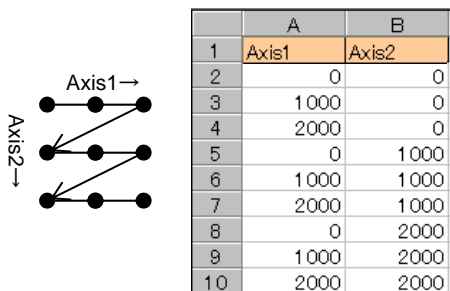 Axis1→
Axis2→
A B
1 Axis1 Axis2
2 0 0
3 1000 0
4 2000 0
5 0 1000
6 1000 1000
7 2000 1000
8 0 2000
9 1000 2000
10 2000 2000